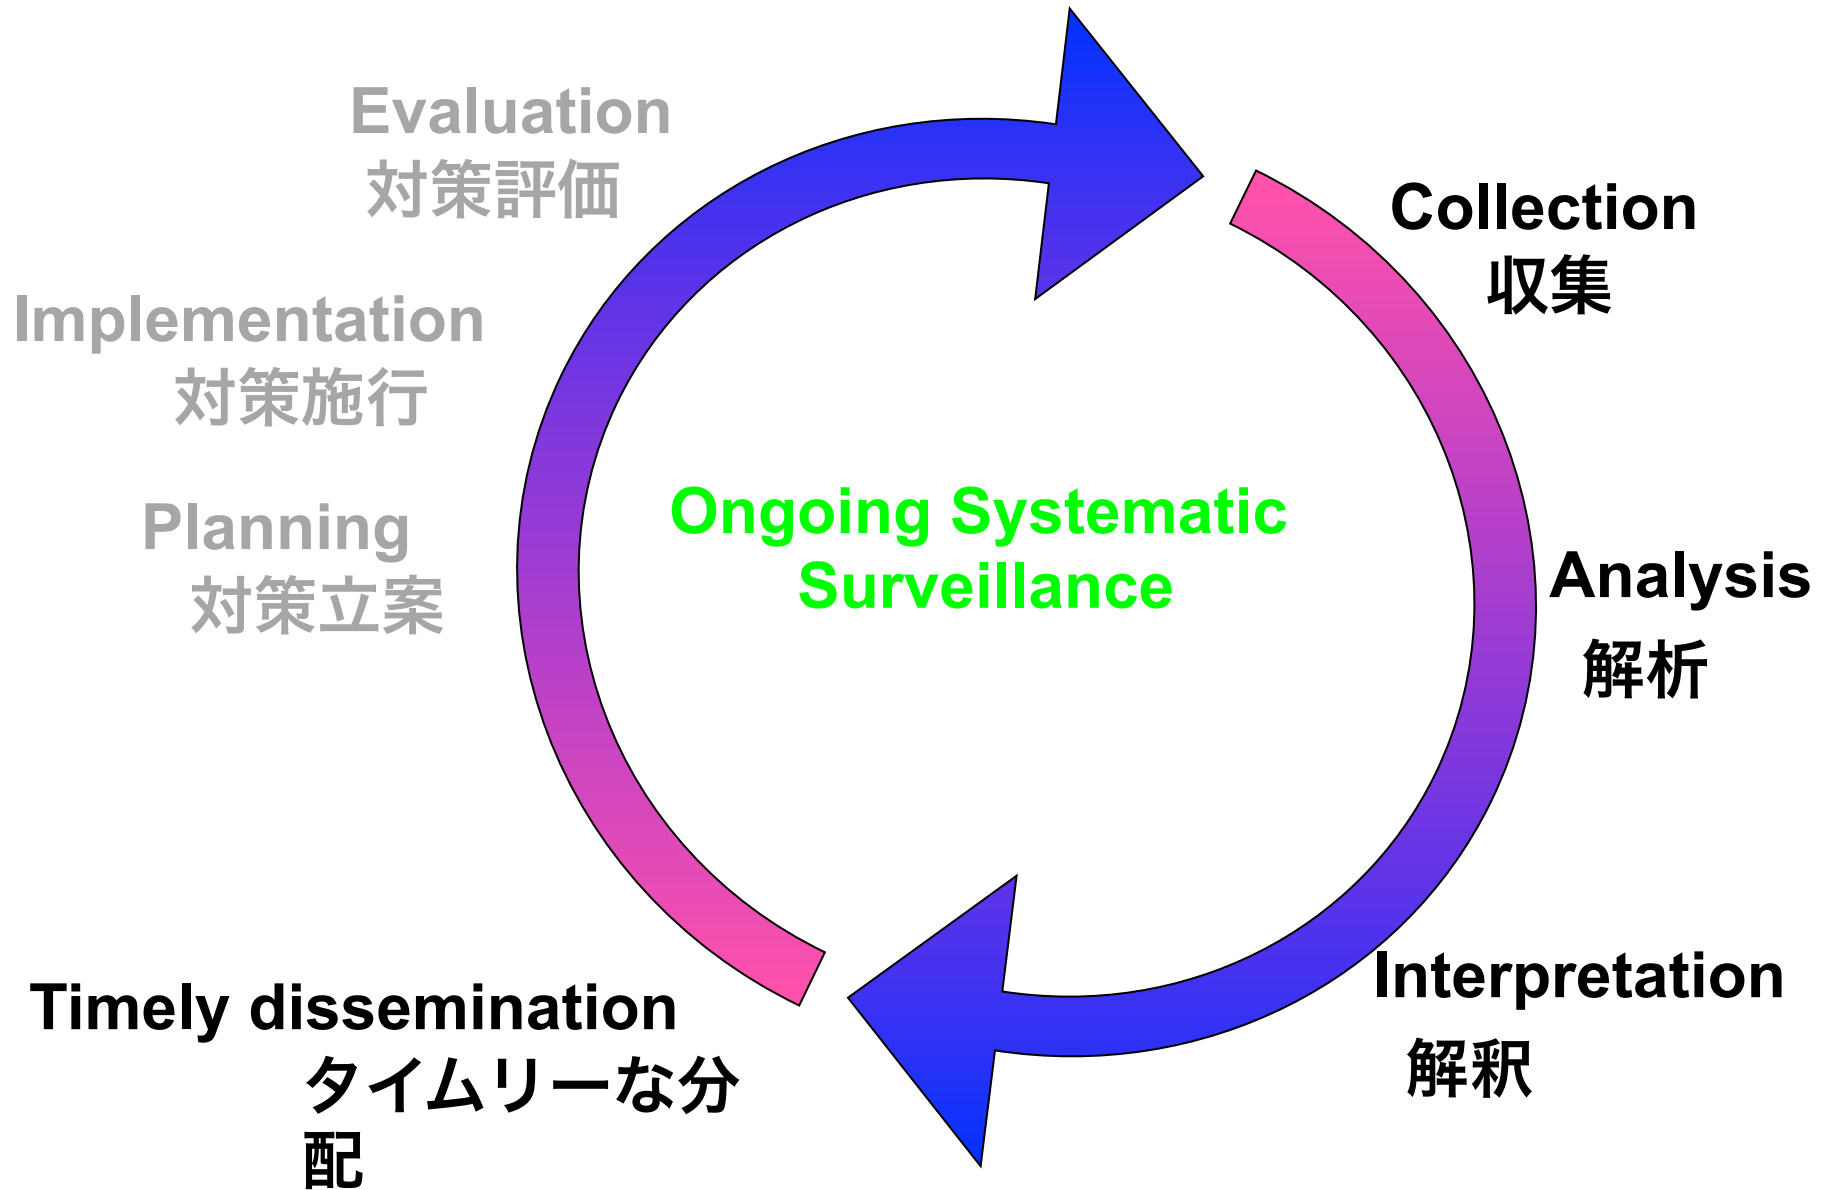 Evaluation
対策評価
Collection
収集
Implementation
対策施行
Ongoing Systematic
Surveillance
Planning
対策立案
Analysis
解析
Interpretation
解釈
Timely dissemination
タイムリーな分
配